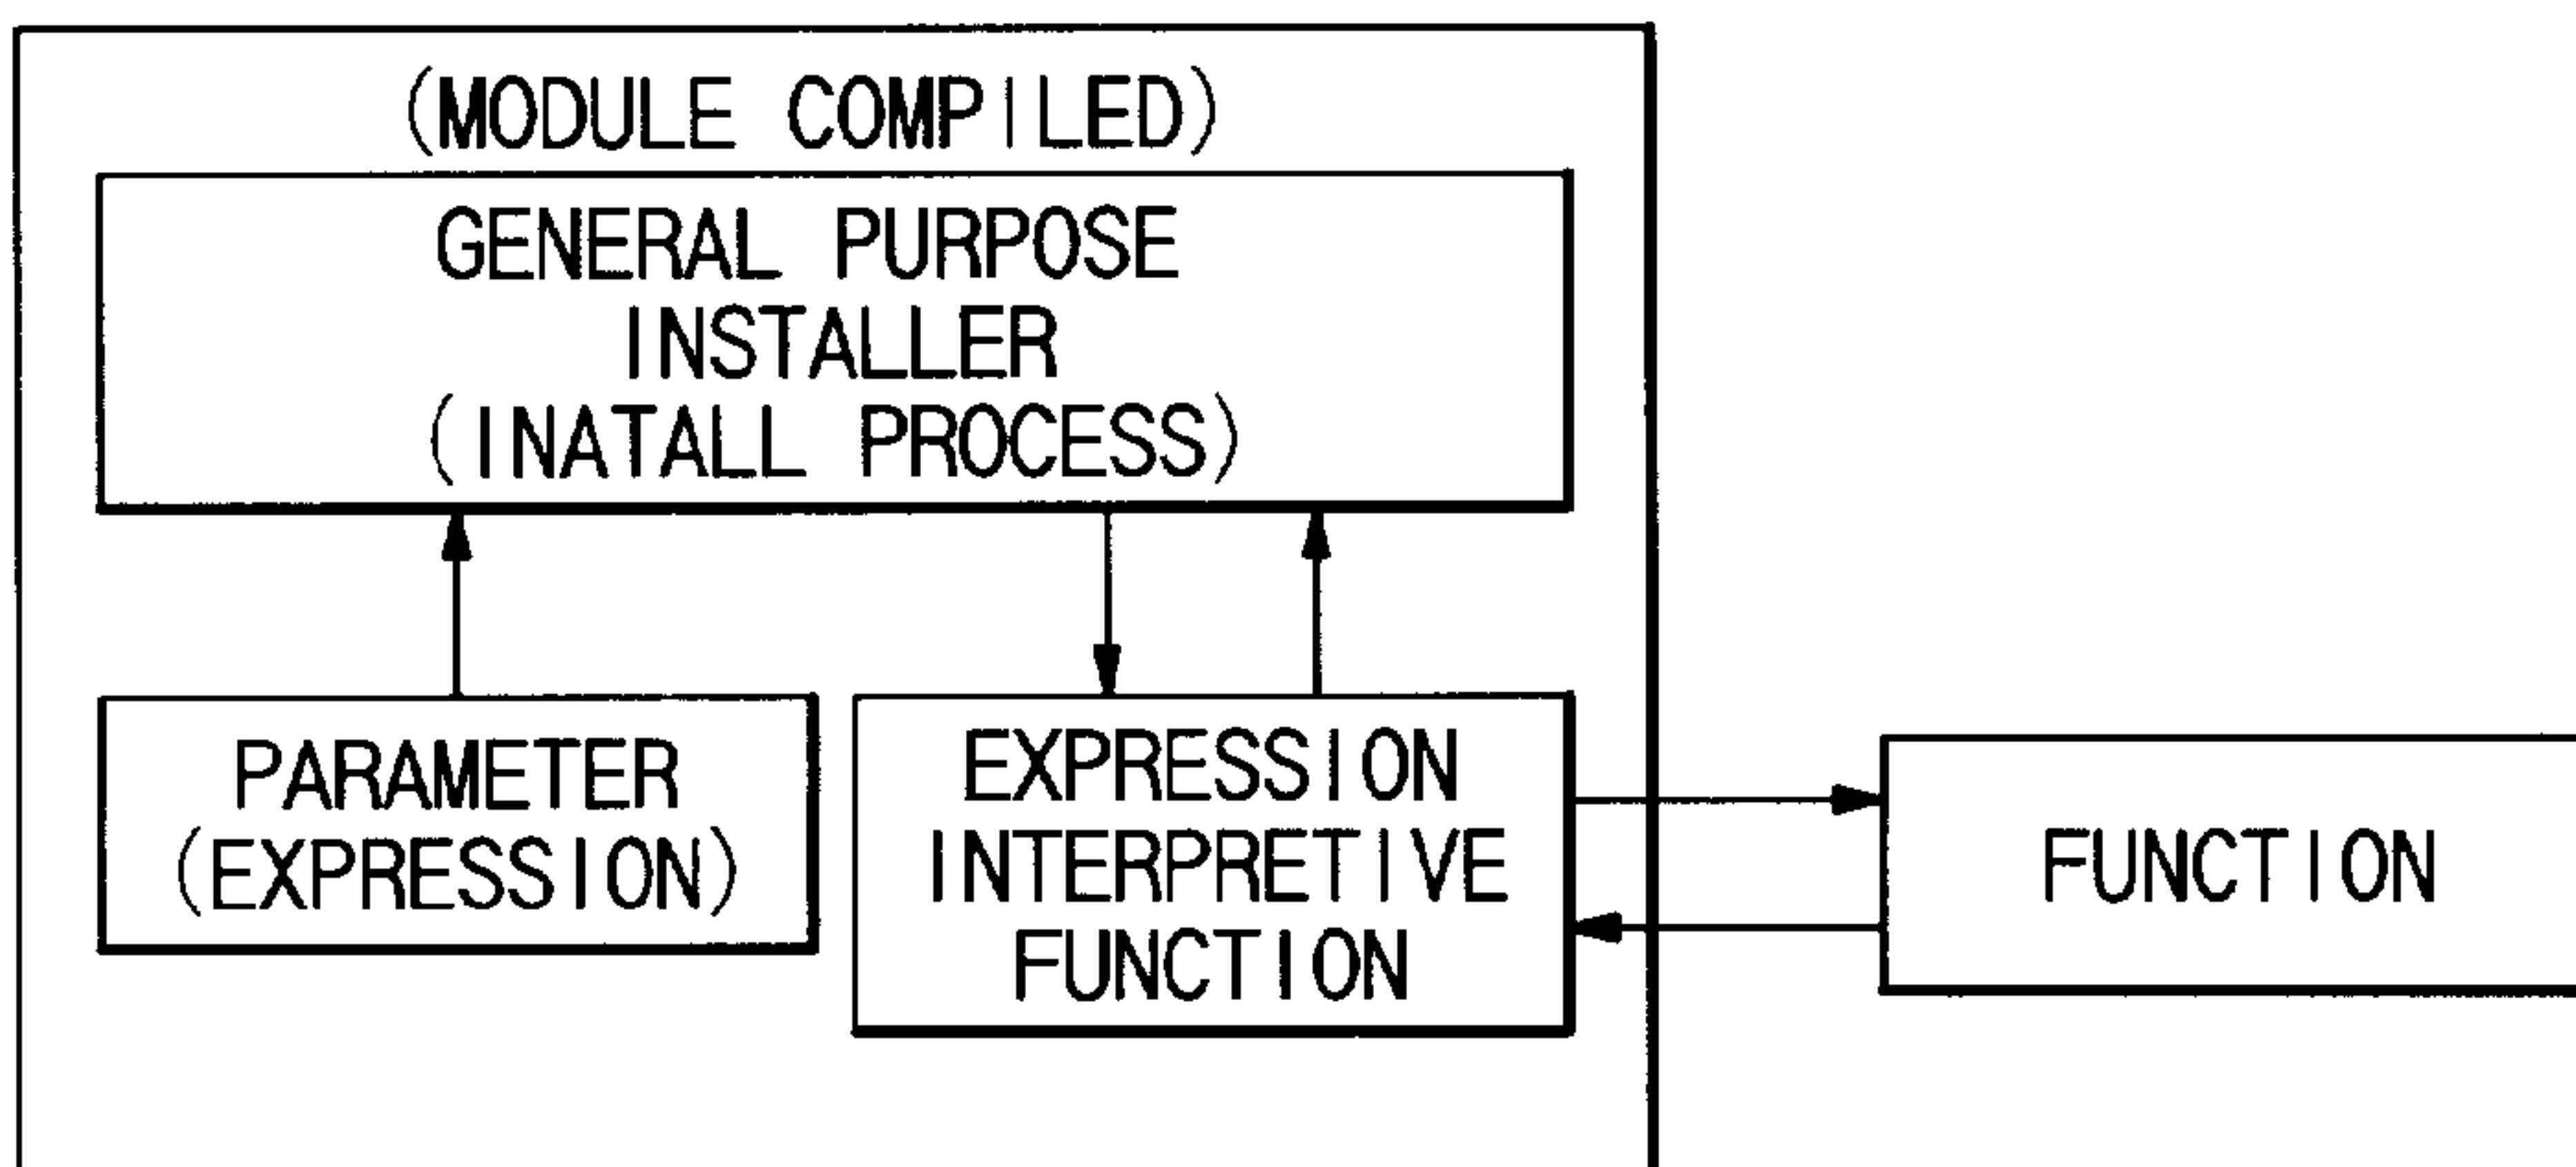 (MODULE COMPILED)
GENERAL PURPOSE
INSTALLER
(INATALL PROCESS)
PARAMETER
(EXPRESSION)
EXPRESSION
INTERPRETIVE
FUNCTION
FUNCTION